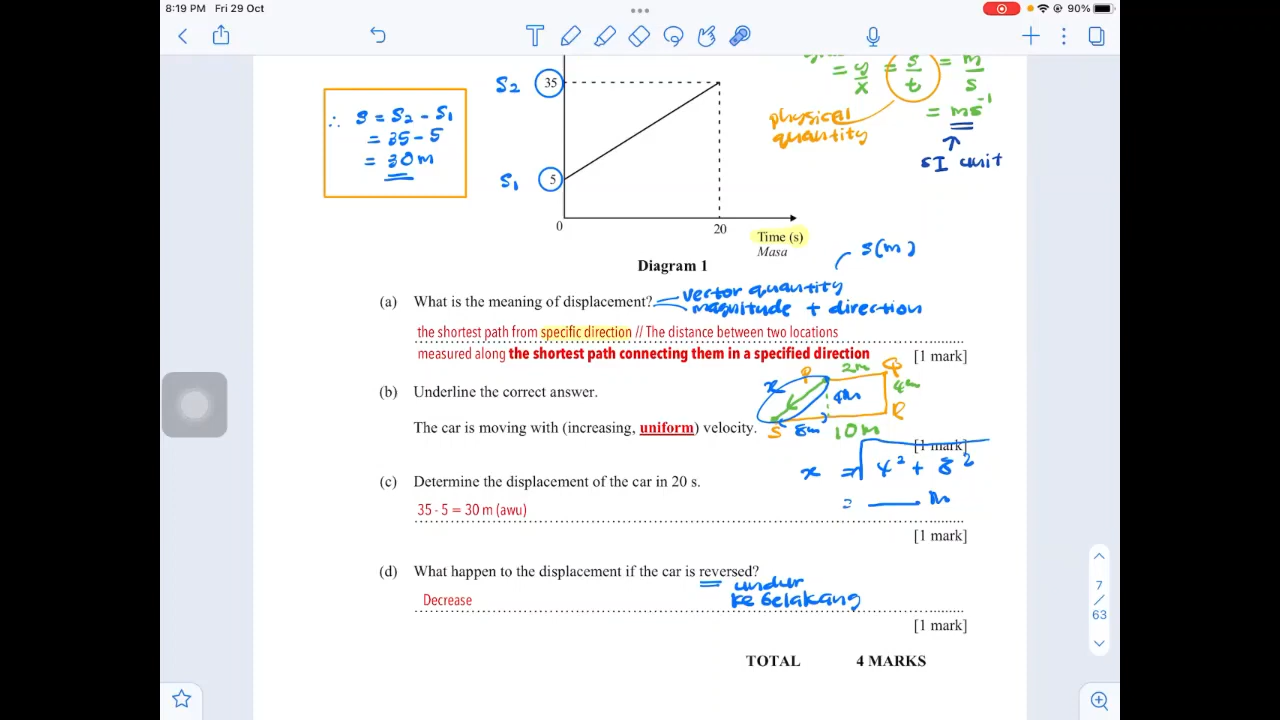 8:19 PM Fri 29 Oct
90%
= y/x = s/t = m/s
= ms⁻¹
physical
quantity
SI unit
∴ s = s₂ - s₁
= 35 - 5
= 30 m
S₂ 35
S₁ 5
0 20
Time (s)
Masa
s (m)
Diagram 1
(a) What is the meaning of displacement?
vector quantity
magnitude + direction
the shortest path from specific direction // The distance between two locations
measured along the shortest path connecting them in a specified direction
[1 mark]
(b) Underline the correct answer.
P 2m Q
x 4m 4m
R
The car is moving with (increasing, uniform) velocity.
S 8m 10m
[1 mark]
x = √4² + 8²
= m
(c) Determine the displacement of the car in 20 s.
35 - 5 = 30 m (awu)
[1 mark]
(d) What happen to the displacement if the car is reversed?
undur
ke belakang
Decrease
[1 mark]
TOTAL 4 MARKS
7
/
63